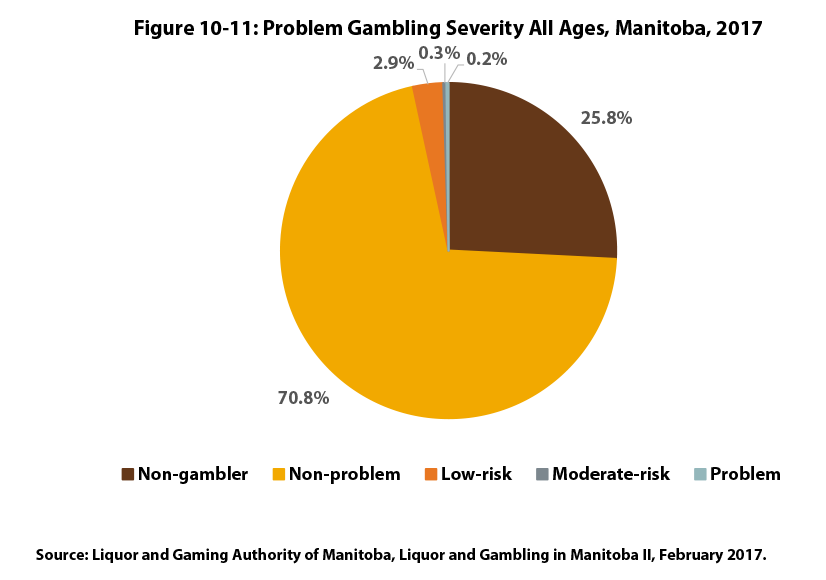 Figure 10-11: Problem Gambling Severity All Ages, Manitoba, 2017
2.9% 0.3% 0.2%
25.8%
70.8%
Non-gambler Non-problem Low-risk Moderate-risk Problem
Source: Liquor and Gaming Authority of Manitoba, Liquor and Gambling in Manitoba II, February 2017.